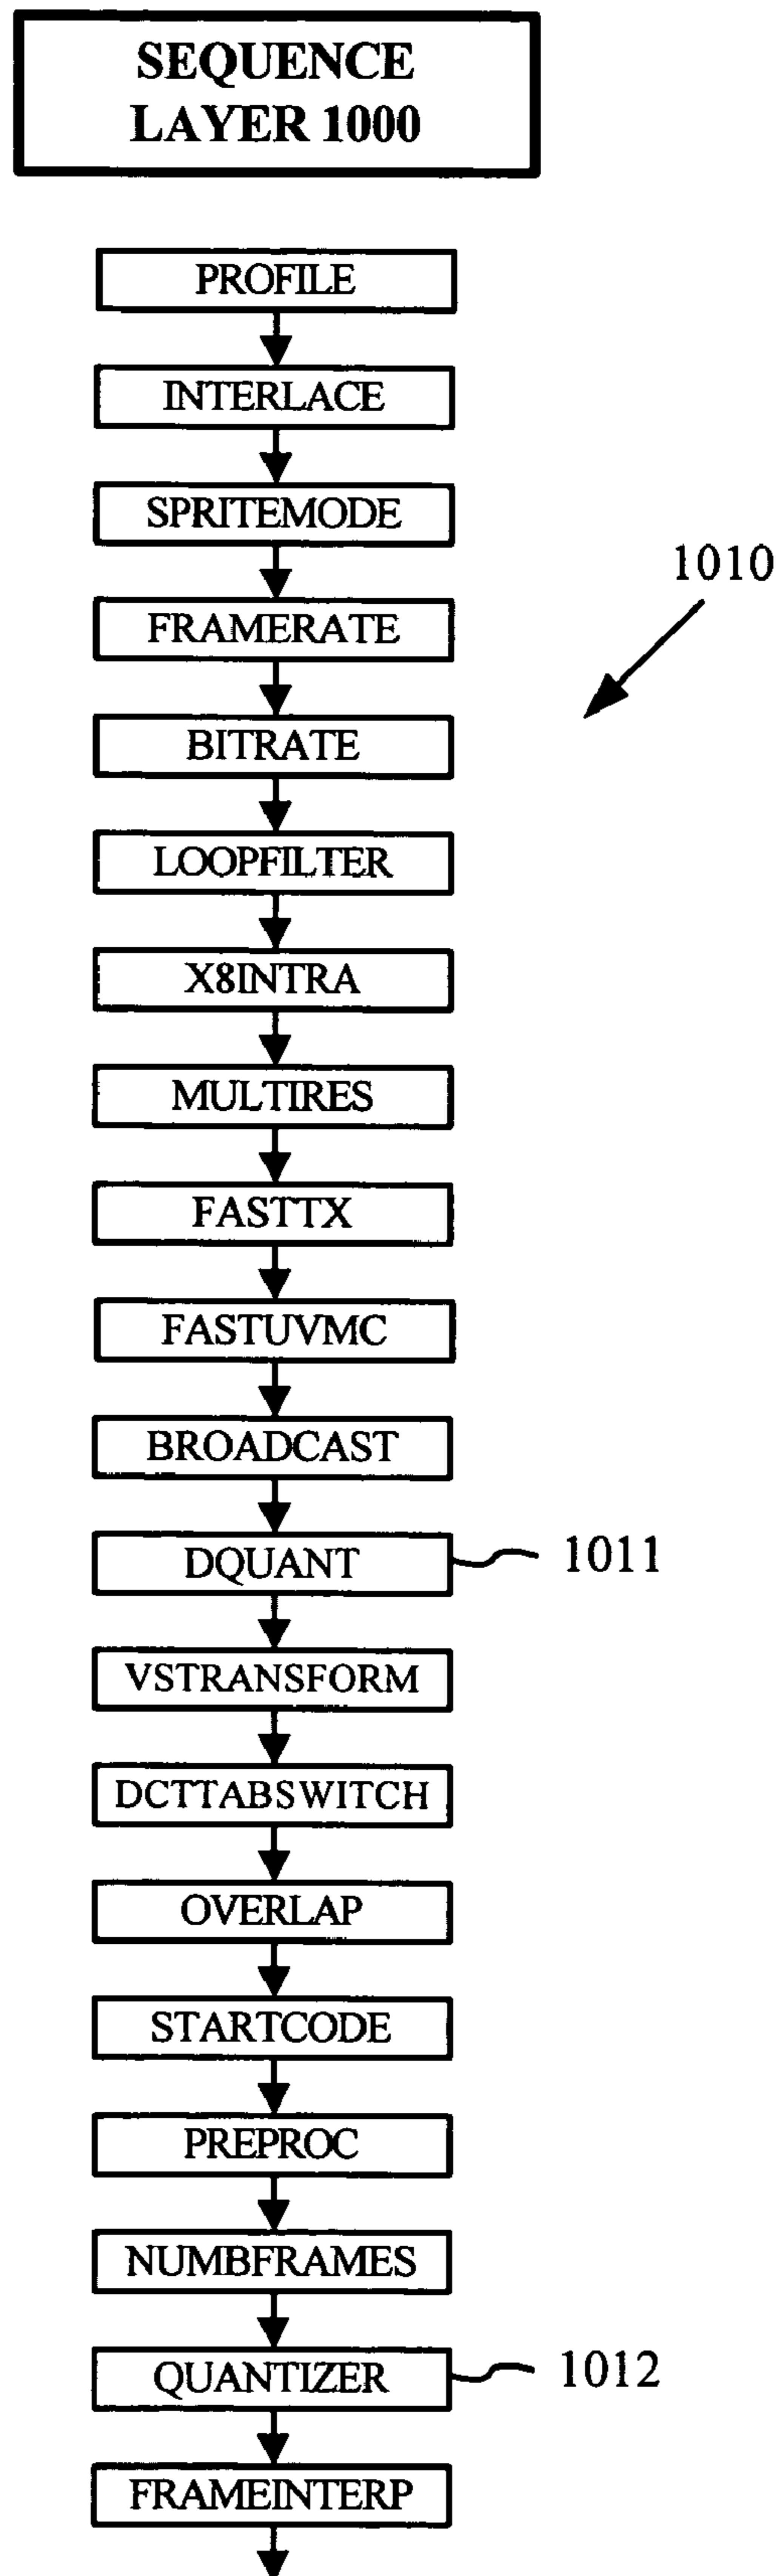 SEQUENCE
LAYER 1000
PROFILE
INTERLACE
SPRITEMODE
1010
FRAMERATE
BITRATE
LOOPFILTER
X8INTRA
MULTIRES
FASTTX
FASTUVMC
BROADCAST
DQUANT
1011
VSTRANSFORM
DCTTABSWITCH
OVERLAP
STARTCODE
PREPROC
NUMBFRAMES
QUANTIZER
1012
FRAMEINTERP